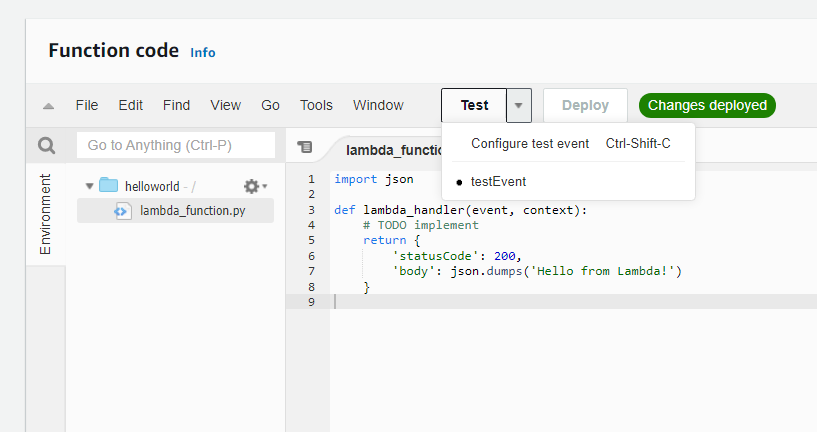 Function code Info
File Edit Find View Go Tools Window Test Deploy Changes deployed
Go to Anything (Ctrl-P)
Configure test event Ctrl-Shift-C
testEvent
Environment
helloworld - /
lambda_function.py
lambda_functio
1 import json
2
3 def lambda_handler(event, context):
4 # TODO implement
5 return {
6 'statusCode': 200,
7 'body': json.dumps('Hello from Lambda!')
8 }
9